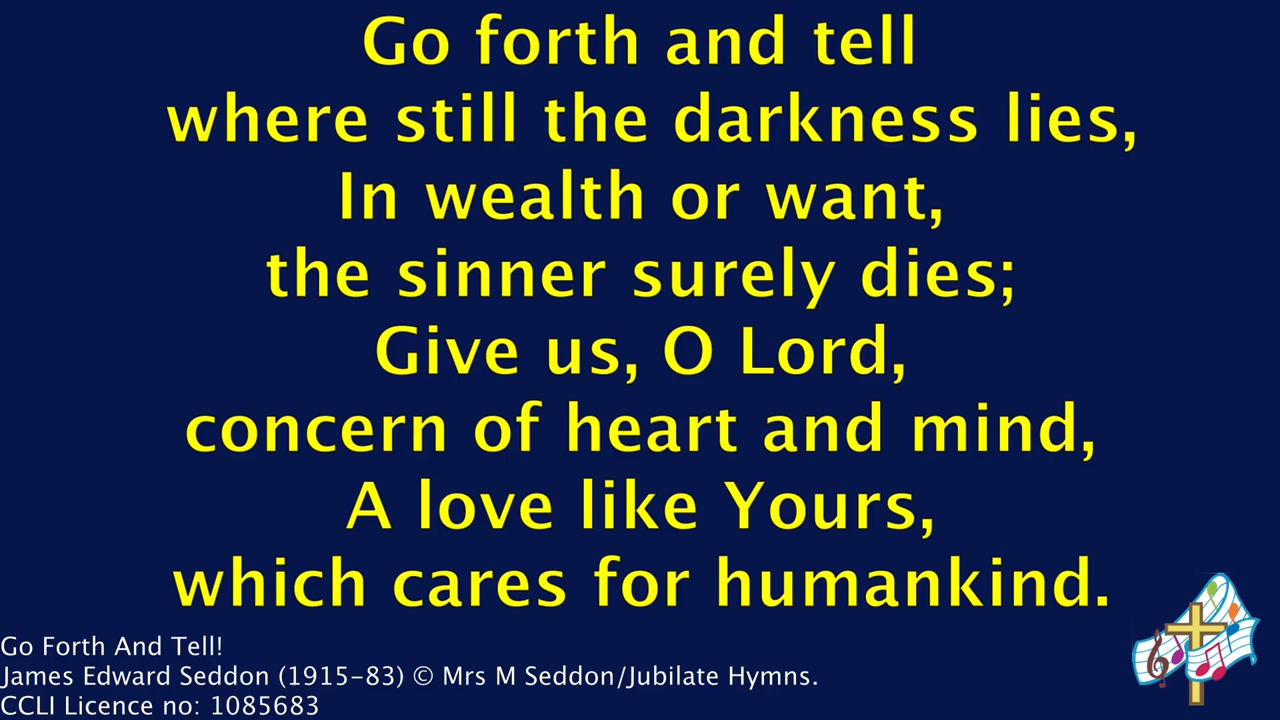 Go forth and tell
where still the darkness lies,
In wealth or want,
the sinner surely dies;
Give us, O Lord,
concern of heart and mind,
A love like Yours,
which cares for humankind.
Go Forth And Tell!
James Edward Seddon (1915-83) © Mrs M Seddon/Jubilate Hymns.
CCLI Licence no: 1085683